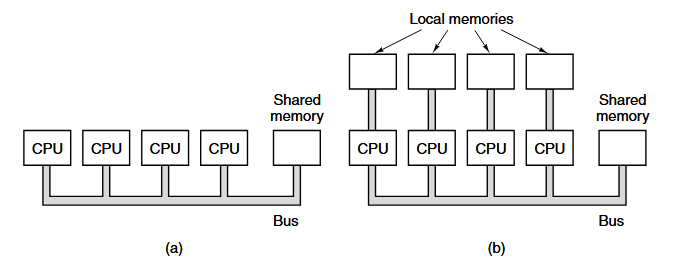 Local memories
Shared
memory
CPU CPU CPU CPU
Bus
(a)
Shared
memory
CPU CPU CPU CPU
Bus
(b)